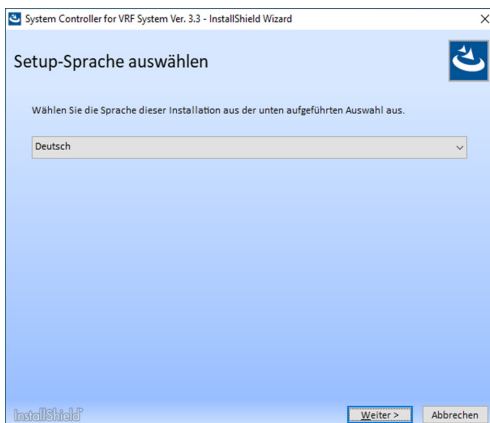 System Controller for VRF System Ver. 3.3 - InstallShield Wizard
Setup-Sprache auswählen
Wählen Sie die Sprache dieser Installation aus der unten aufgeführten Auswahl aus.
Deutsch
InstallShield
Weiter >
Abbrechen